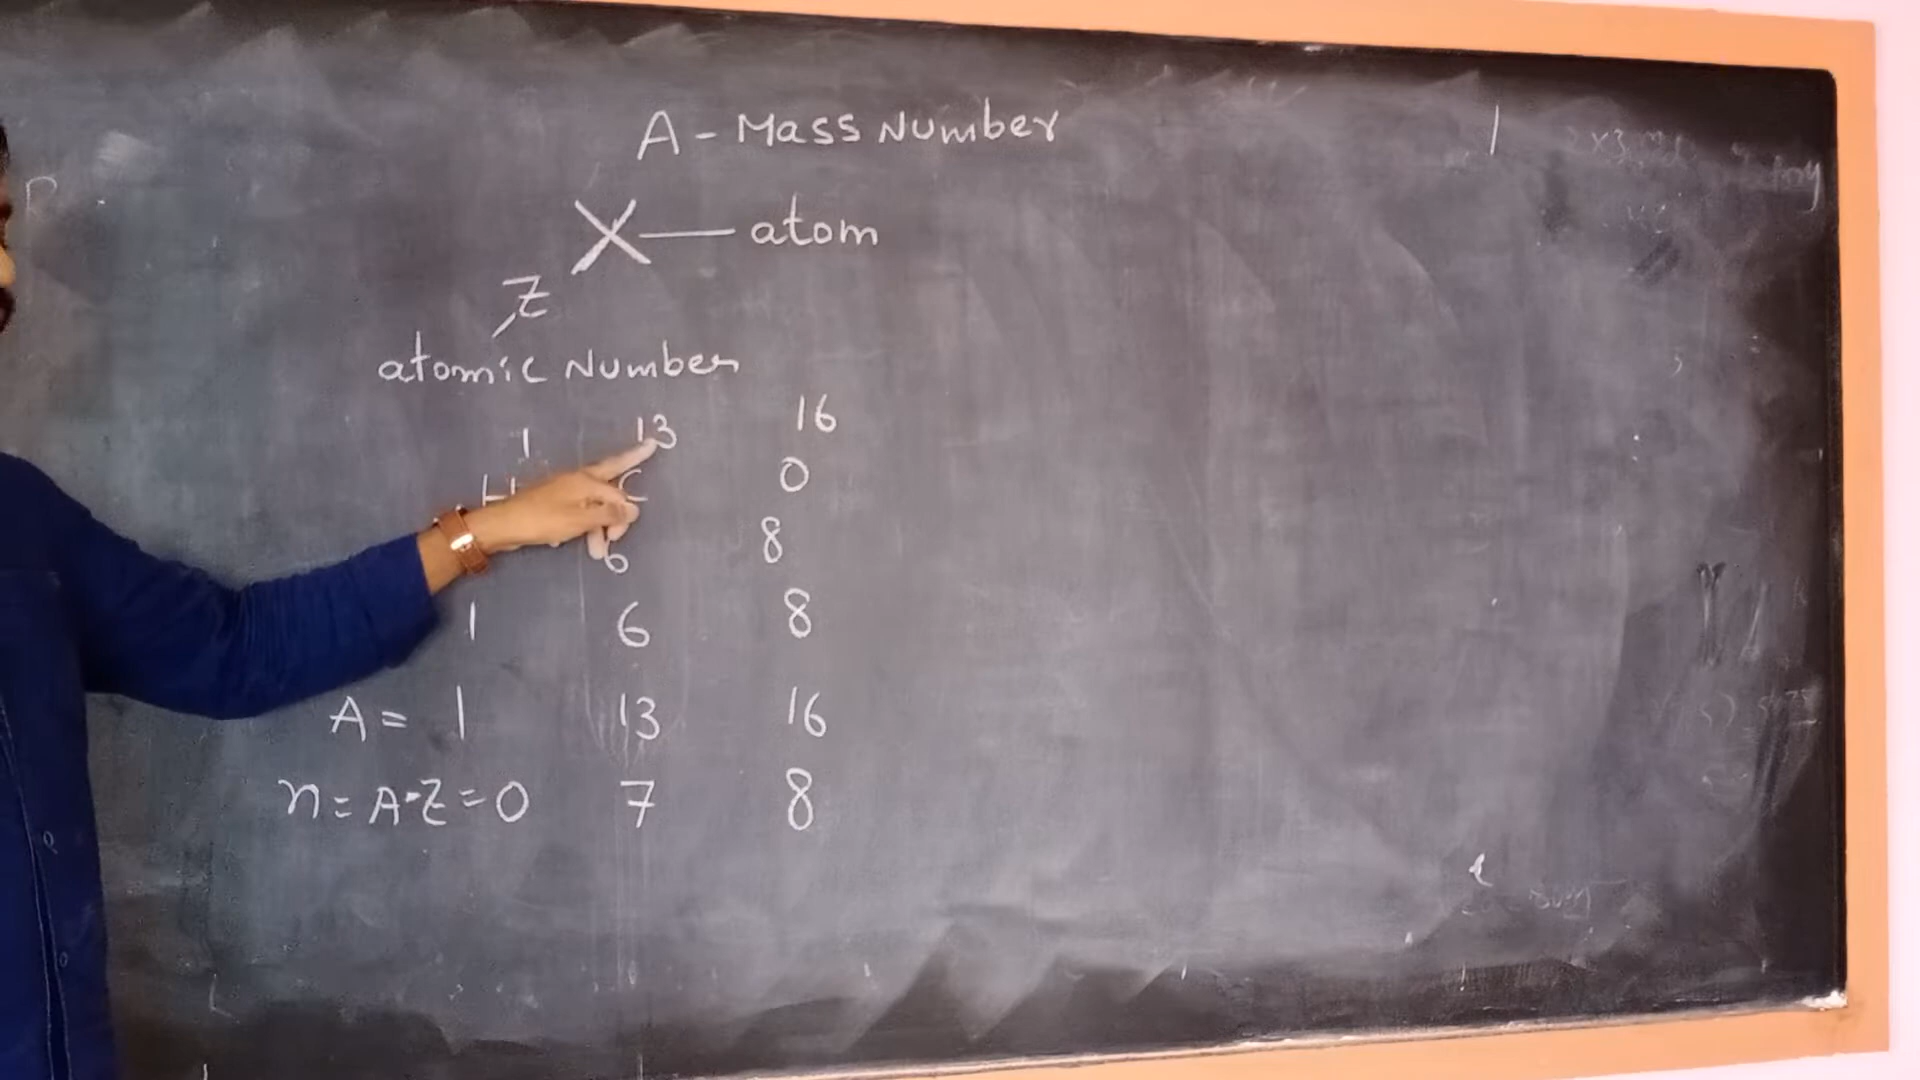 A - Mass Number
X — atom
Z
atomic Number
1 13 16
H C O
6 8
1 6 8
A = 1 13 16
n = A-Z = 0 7 8